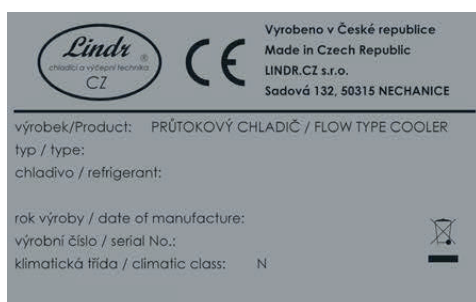 Lindr ®
chladicí a výčepní technika
CZ
CE
Vyrobeno v České republice
Made in Czech Republic
LINDR.CZ s.r.o.
Sadová 132, 50315 NECHANICE
výrobek/Product: PRŮTOKOVÝ CHLADIČ / FLOW TYPE COOLER
typ / type:
chladivo / refrigerant:
rok výroby / date of manufacture:
výrobní číslo / serial No.:
klimatická třída / climatic class: N